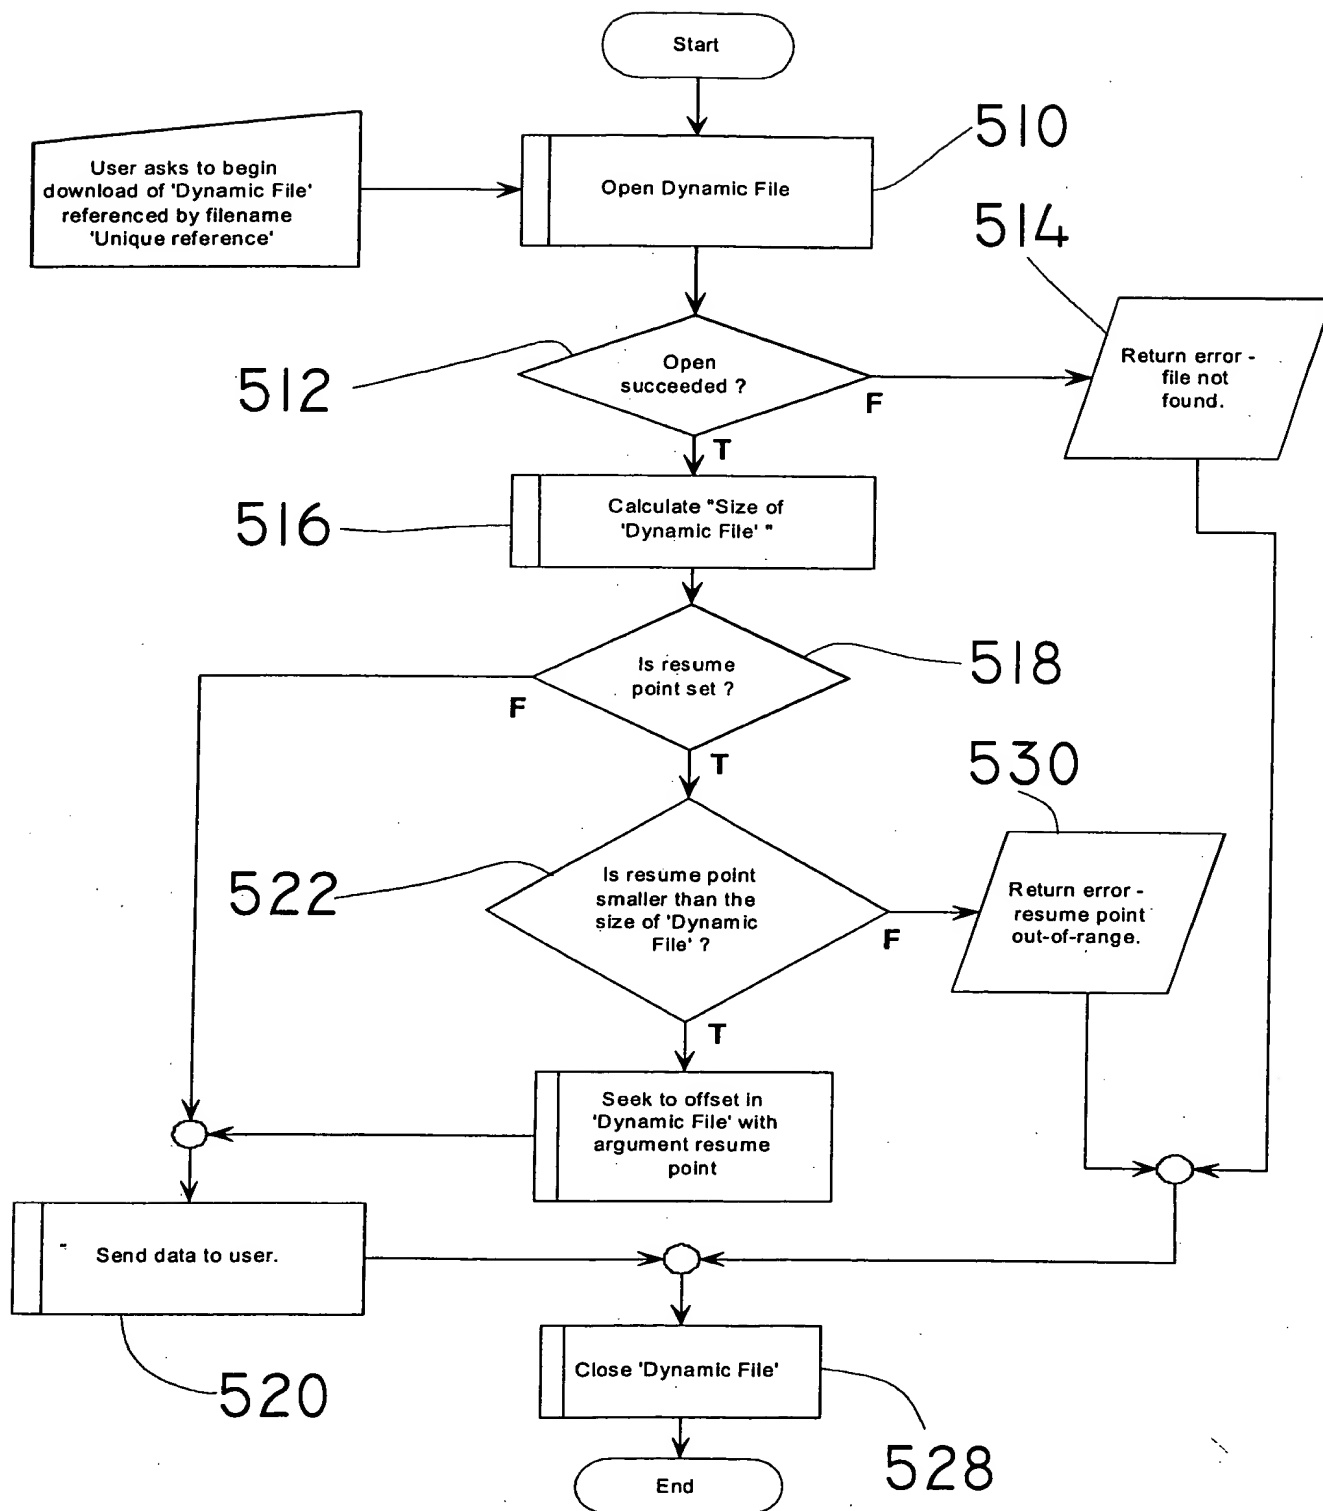 Start
510
User asks to begin
download of 'Dynamic File'
referenced by filename
'Unique reference'
Open Dynamic File
514
512
Open
succeeded ?
F
Return error -
file not
found.
T
516
Calculate "Size of
'Dynamic File' "
518
Is resume
point set ?
F
T
530
522
Is resume point
smaller than the
size of 'Dynamic
File' ?
F
Return error -
resume point
out-of-range.
T
Seek to offset in
'Dynamic File' with
argument resume
point
Send data to user.
520
Close 'Dynamic File'
528
End